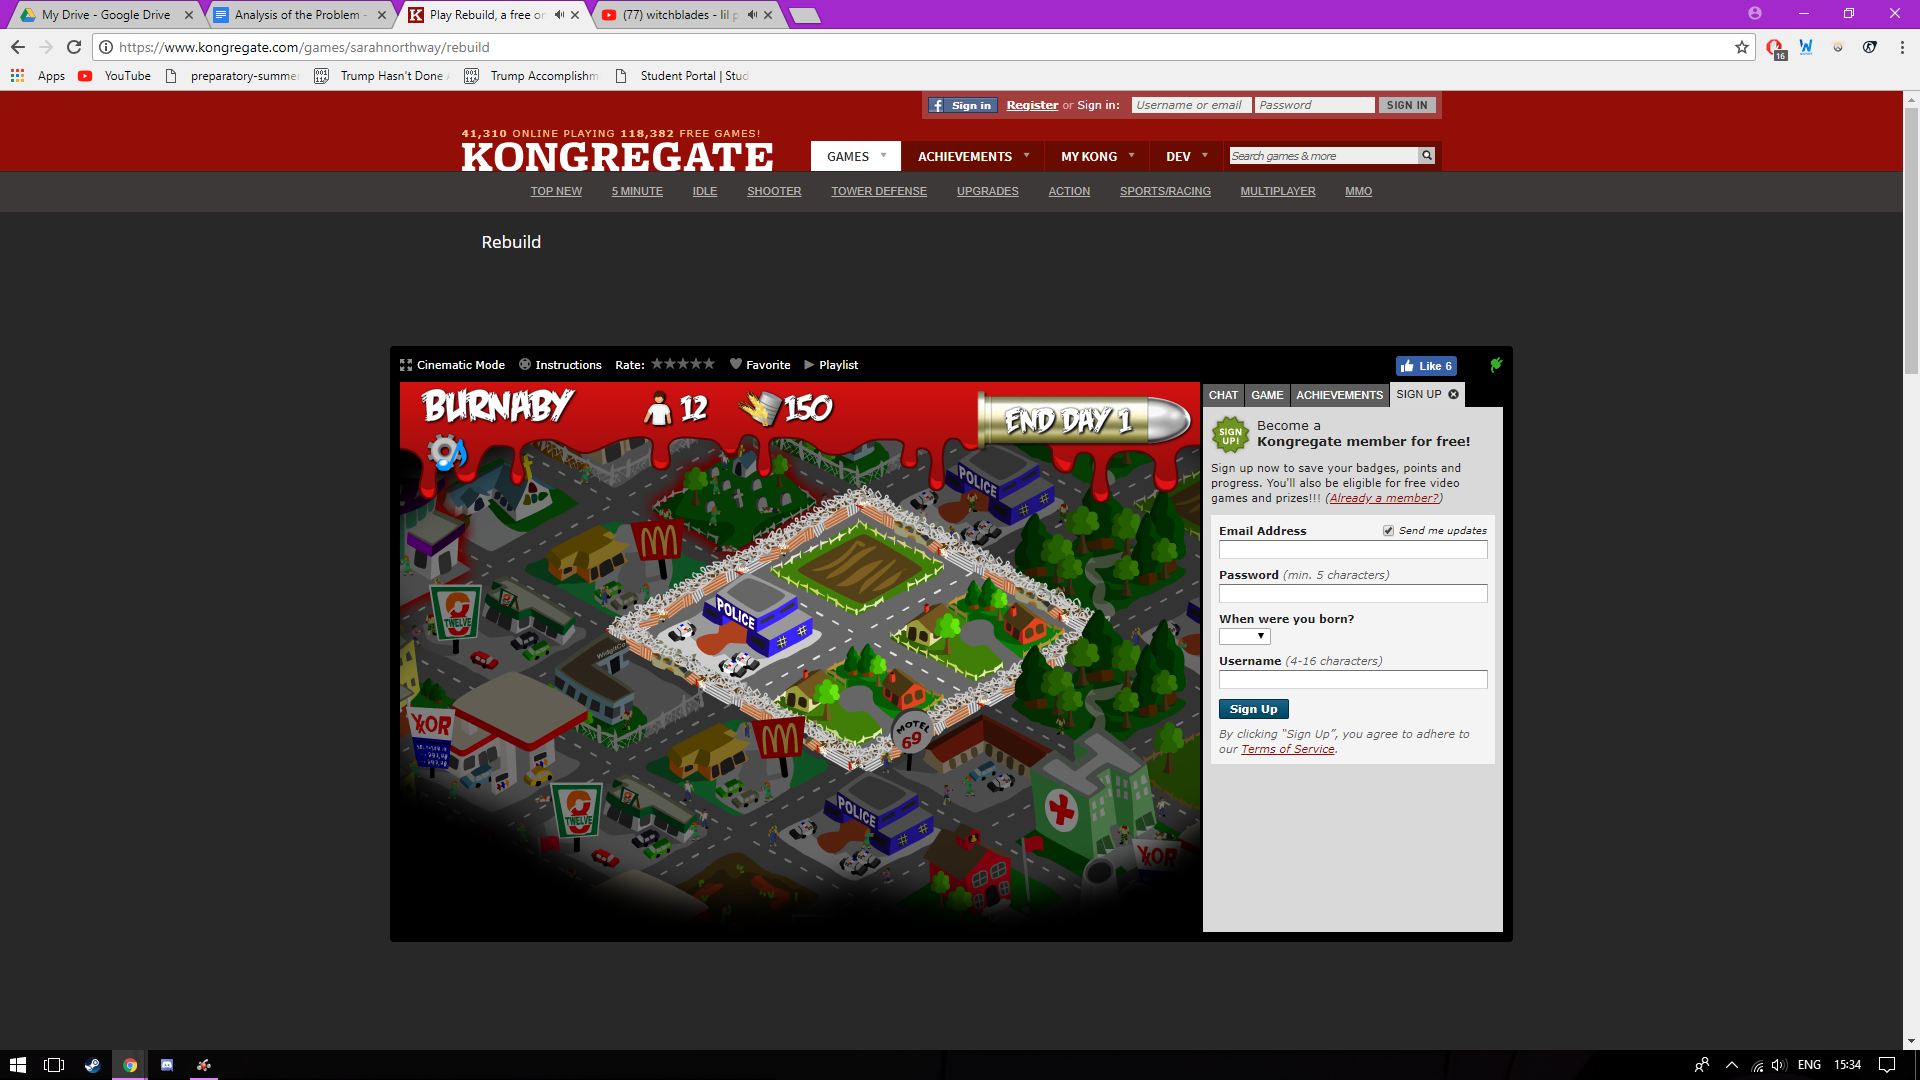 My Drive - Google Drive
Analysis of the Problem -
Play Rebuild, a free on
(77) witchblades - lil p
https://www.kongregate.com/games/sarahnorthway/rebuild
16
Apps
YouTube
preparatory-summer
Trump Hasn't Done A
Trump Accomplishm
Student Portal | Stud
Sign in
Register or Sign in:
Username or email
Password
SIGN IN
41,310 ONLINE PLAYING 118,382 FREE GAMES!
KONGREGATE
GAMES
ACHIEVEMENTS
MY KONG
DEV
Search games & more
TOP NEW
5 MINUTE
IDLE
SHOOTER
TOWER DEFENSE
UPGRADES
ACTION
SPORTS/RACING
MULTIPLAYER
MMO
Rebuild
Cinematic Mode
Instructions
Rate:
Favorite
Playlist
Like 6
BURNABY
12
150
END DAY 1
CHAT
GAME
ACHIEVEMENTS
SIGN UP
SIGN UP!
Become a
Kongregate member for free!
Sign up now to save your badges, points and
progress. You'll also be eligible for free video
games and prizes!!! (Already a member?)
Email Address
Send me updates
Password (min. 5 characters)
When were you born?
Username (4-16 characters)
Sign Up
By clicking “Sign Up”, you agree to adhere to
our Terms of Service.
POLICE
POLICE
TWELVE
WidgitCo
YXOR
MOTEL
69
TWELVE
POLICE
YXOR
ENG
15:34